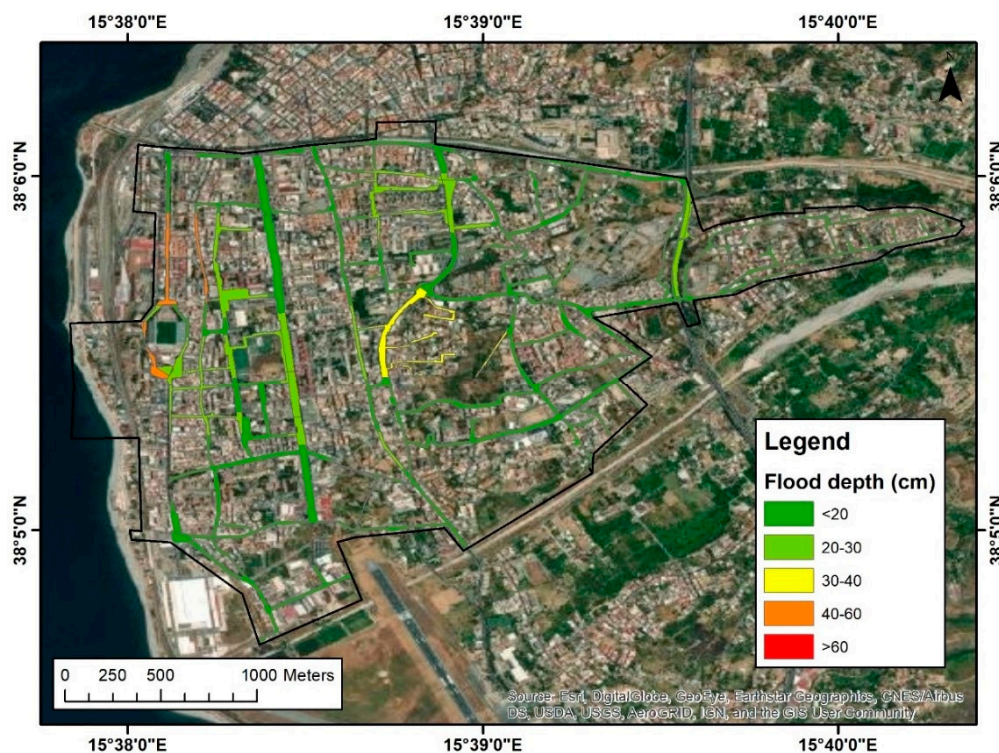 15°38'0"E 15°39'0"E 15°40'0"E
N
38°6'0"N 38°6'0"N
38°5'0"N 38°5'0"N
Legend
Flood depth (cm)
<20
20-30
30-40
40-60
>60
0 250 500 1000 Meters
Source: Esri, DigitalGlobe, GeoEye, Earthstar Geographics, CNES/Airbus
DS, USDA, USGS, AeroGRID, IGN, and the GIS User Community
15°38'0"E 15°39'0"E 15°40'0"E